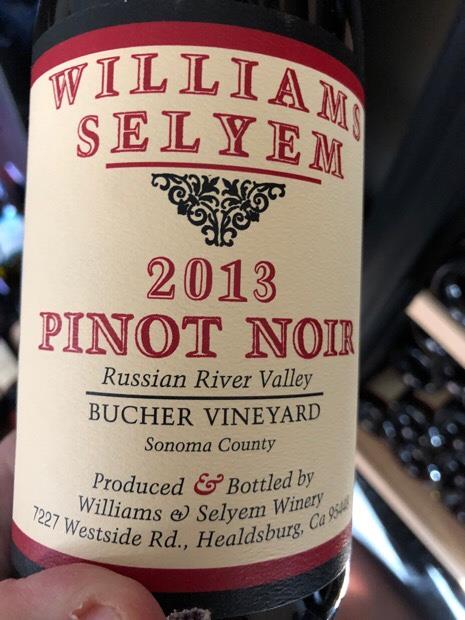 WILLIAMS
SELYEM
2013
PINOT NOIR
Russian River Valley
BUCHER VINEYARD
Sonoma County
Produced & Bottled by
Williams & Selyem Winery
7227 Westside Rd., Healdsburg, Ca 95448